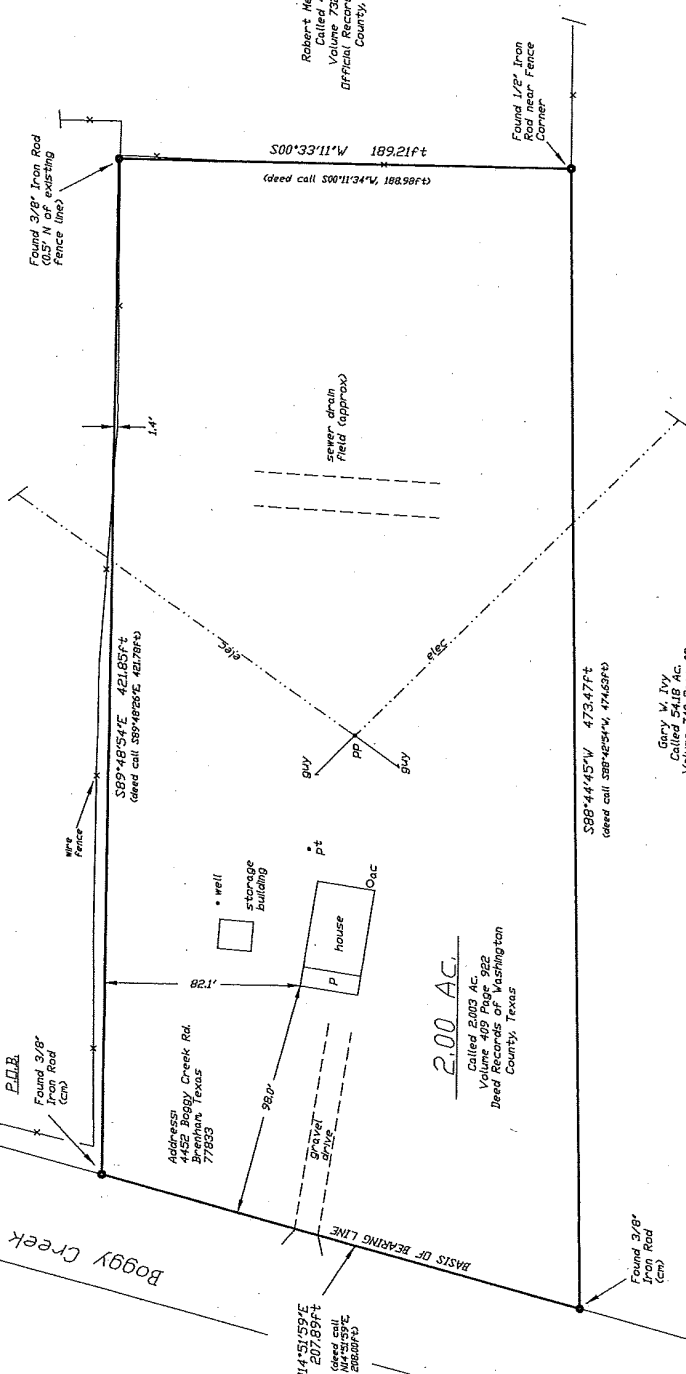 Robert
Called
Volume
Official
County,
Found 3/8" Iron Rod
(0.5' N of existing
fence line)
S00°33'11"W 189.21ft
(deed call S00°11'34"W, 188.98ft)
Found 1/2" Iron
Rod near Fence
Corner
1.4'
sewer drain
field (approx)
elec
elec
S89°48'54"E 421.85ft
(deed call S89°48'26"E, 421.78ft)
wire
fence
guy
PP
guy
S88°44'45"W 473.47ft
(deed call S88°42'54"W, 474.63ft)
Gary W. Ivy
Called 54.18 Ac.
well
storage
building
pt
house
P
ac
82.1'
98.0'
gravel
drive
2.00 AC.
Called 2.003 Ac.
Volume 409 Page 922
Deed Records of Washington
County, Texas
P.O.B.
Found 3/8"
Iron Rod
(cm)
Address:
4452 Boggy Creek Rd.
Brenham, Texas
77833
BASIS OF BEARING LINE
Boggy Creek
N14°51'59"E
207.89ft
(deed call
N14°51'59"E,
208.00ft)
Found 3/8"
Iron Rod
(cm)